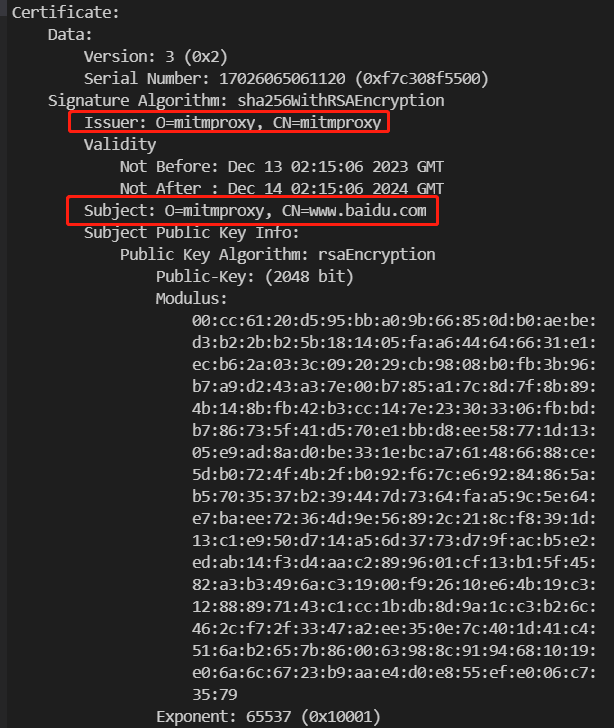 Certificate:
Data:
Version: 3 (0x2)
Serial Number: 17026065061120 (0xf7c308f5500)
Signature Algorithm: sha256WithRSAEncryption
Issuer: O=mitmproxy, CN=mitmproxy
Validity
Not Before: Dec 13 02:15:06 2023 GMT
Not After : Dec 14 02:15:06 2024 GMT
Subject: O=mitmproxy, CN=www.baidu.com
Subject Public Key Info:
Public Key Algorithm: rsaEncryption
Public-Key: (2048 bit)
Modulus:
00:cc:61:20:d5:95:bb:a0:9b:66:85:0d:b0:ae:be:
d3:b2:2b:b2:5b:18:14:05:fa:a6:44:64:66:31:e1:
ec:b6:2a:03:3c:09:20:29:cb:98:08:b0:fb:3b:96:
b7:a9:d2:43:a3:7e:00:b7:85:a1:7c:8d:7f:8b:89:
4b:14:8b:fb:42:b3:cc:14:7e:23:30:33:06:fb:bd:
b7:86:73:5f:41:d5:70:e1:bb:d8:ee:58:77:1d:13:
05:e9:ad:8a:d0:be:33:1e:bc:a7:61:48:66:88:ce:
5d:b0:72:4f:4b:2f:b0:92:f6:7c:e6:92:84:86:5a:
b5:70:35:37:b2:39:44:7d:73:64:fa:a5:9c:5e:64:
e7:ba:ee:72:36:4d:9e:56:89:2c:21:8c:f8:39:1d:
13:c1:e9:50:d7:14:a5:6d:37:73:d7:9f:ac:b5:e2:
ed:ab:14:f3:d4:aa:c2:89:96:01:cf:13:b1:5f:45:
82:a3:b3:49:6a:c3:19:00:f9:26:10:e6:4b:19:c3:
12:88:89:71:43:c1:cc:1b:db:8d:9a:1c:c3:b2:6c:
46:2c:f7:2f:33:47:a2:ee:35:0e:7c:40:1d:41:c4:
51:6a:b2:65:7b:86:00:63:98:8c:91:94:68:10:19:
e0:6a:6c:67:23:b9:aa:e4:d0:e8:55:ef:e0:06:c7:
35:79
Exponent: 65537 (0x10001)